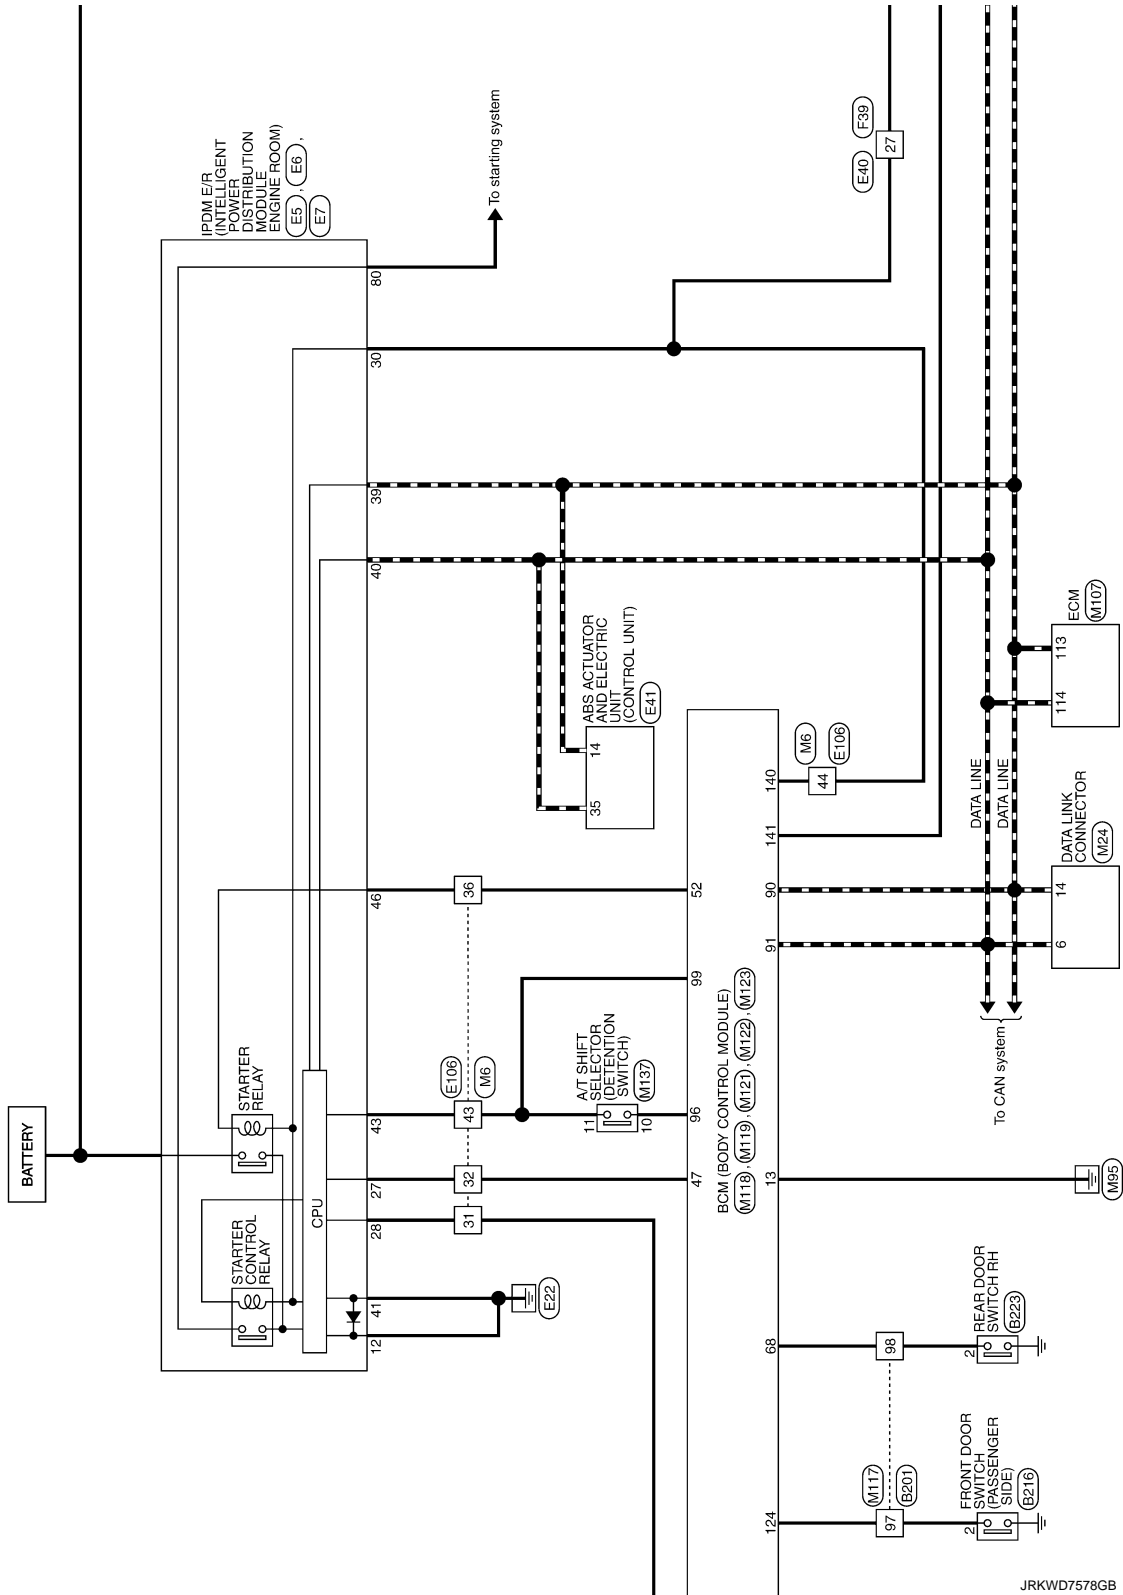 BATTERY
IPDM E/R
(INTELLIGENT
POWER
DISTRIBUTION
MODULE
ENGINE ROOM)
E5 , E6 ,
E7
STARTER
CONTROL
RELAY
STARTER
RELAY
CPU
12
41
28
27
43
46
40
39
30
80
To starting system
E22
31
32
43
36
E106
M6
A/T SHIFT
SELECTOR
(DETENTION
SWITCH)
M137
11
10
ABS ACTUATOR
AND ELECTRIC
UNIT
(CONTROL UNIT)
E41
35
14
E40
F39
27
47
96
99
52
BCM (BODY CONTROL MODULE)
M118 , M119 , M121 , M122 , M123
124
68
13
91
90
141
140
44
M6
E106
97
98
M117
B201
FRONT DOOR
SWITCH
(PASSENGER
SIDE)
B216
2
REAR DOOR
SWITCH RH
B223
2
M95
To CAN system
DATA LINE
DATA LINE
DATA LINK
CONNECTOR
M24
6
14
ECM
M107
114
113
JRKWD7578GB